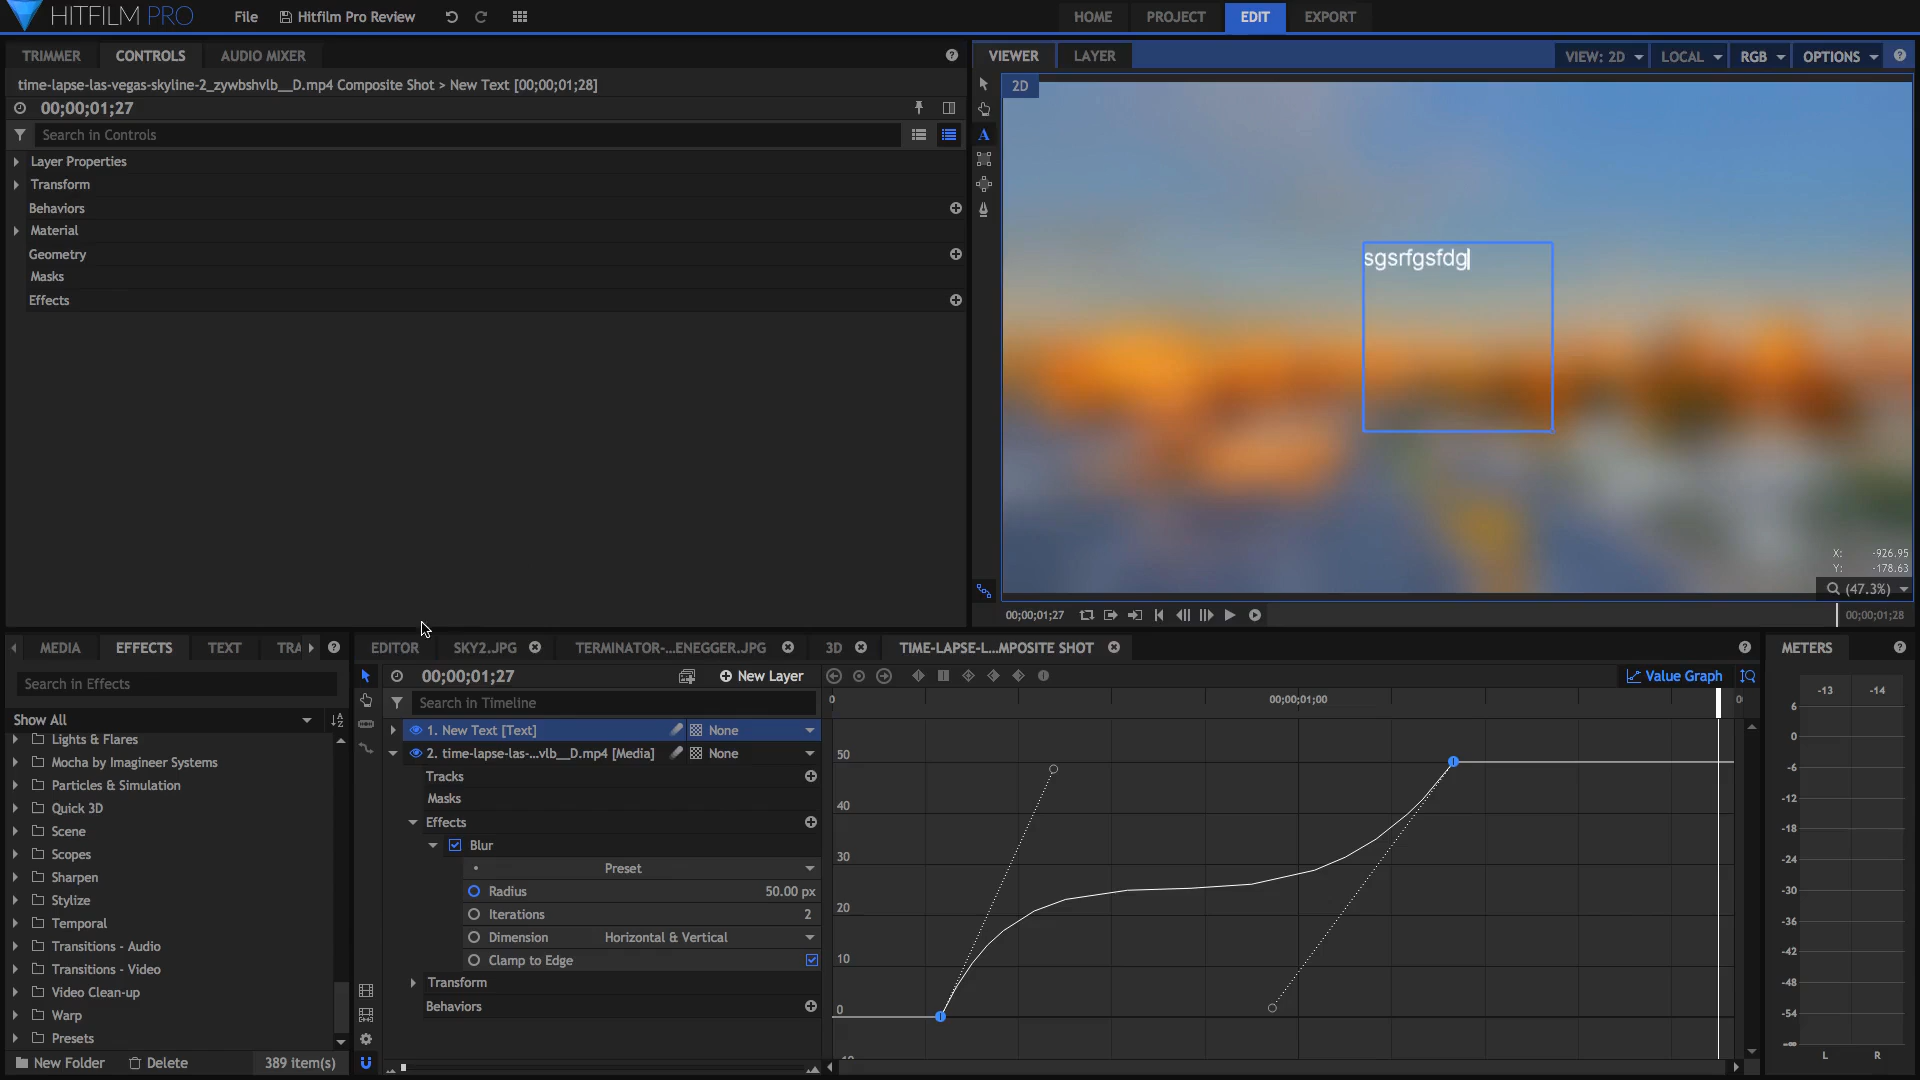 HITFILM PRO
File
Hitfilm Pro Review
HOME
PROJECT
EDIT
EXPORT
TRIMMER
CONTROLS
AUDIO MIXER
time-lapse-las-vegas-skyline-2_zywbshvlb__D.mp4 Composite Shot > New Text [00;00;01;28]
00;00;01;27
Search in Controls
Layer Properties
Transform
Behaviors
Material
Geometry
Masks
Effects
VIEWER
LAYER
VIEW: 2D
LOCAL
RGB
OPTIONS
2D
A
sgsrfgsfdg
X: -926.95
Y: -178.63
(47.3%)
00;00;01;27
00;00;01;28
MEDIA
EFFECTS
TEXT
TRA
Search in Effects
Show All
Lights & Flares
Mocha by Imagineer Systems
Particles & Simulation
Quick 3D
Scene
Scopes
Sharpen
Stylize
Temporal
Transitions - Audio
Transitions - Video
Video Clean-up
Warp
Presets
New Folder
Delete
389 item(s)
EDITOR
SKY2.JPG
TERMINATOR-...ENEGGER.JPG
3D
TIME-LAPSE-L...MPOSITE SHOT
00;00;01;27
New Layer
Value Graph
Search in Timeline
0
00;00;01;00
1. New Text [Text]
None
2. time-lapse-las-...vlb__D.mp4 [Media]
None
Tracks
Masks
Effects
Blur
Preset
Radius
50.00 px
Iterations
2
Dimension
Horizontal & Vertical
Clamp to Edge
Transform
Behaviors
50
40
30
20
10
0
METERS
-13
-14
6
0
-6
-12
-18
-24
-30
-36
-42
-48
-54
-∞
L
R